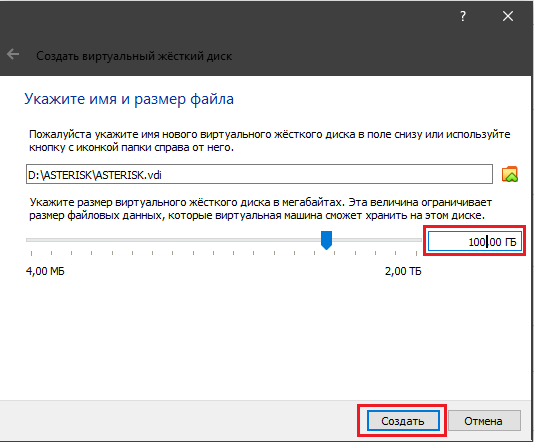 ?
Создать виртуальный жёсткий диск
Укажите имя и размер файла
Пожалуйста укажите имя нового виртуального жёсткого диска в поле снизу или используйте
кнопку с иконкой папки справа от него.
D:\ASTERISK\ASTERISK.vdi
Укажите размер виртуального жёсткого диска в мегабайтах. Эта величина ограничивает
размер файловых данных, которые виртуальная машина сможет хранить на этом диске.
100,00 ГБ
4,00 МБ 2,00 ТБ
Создать Отмена